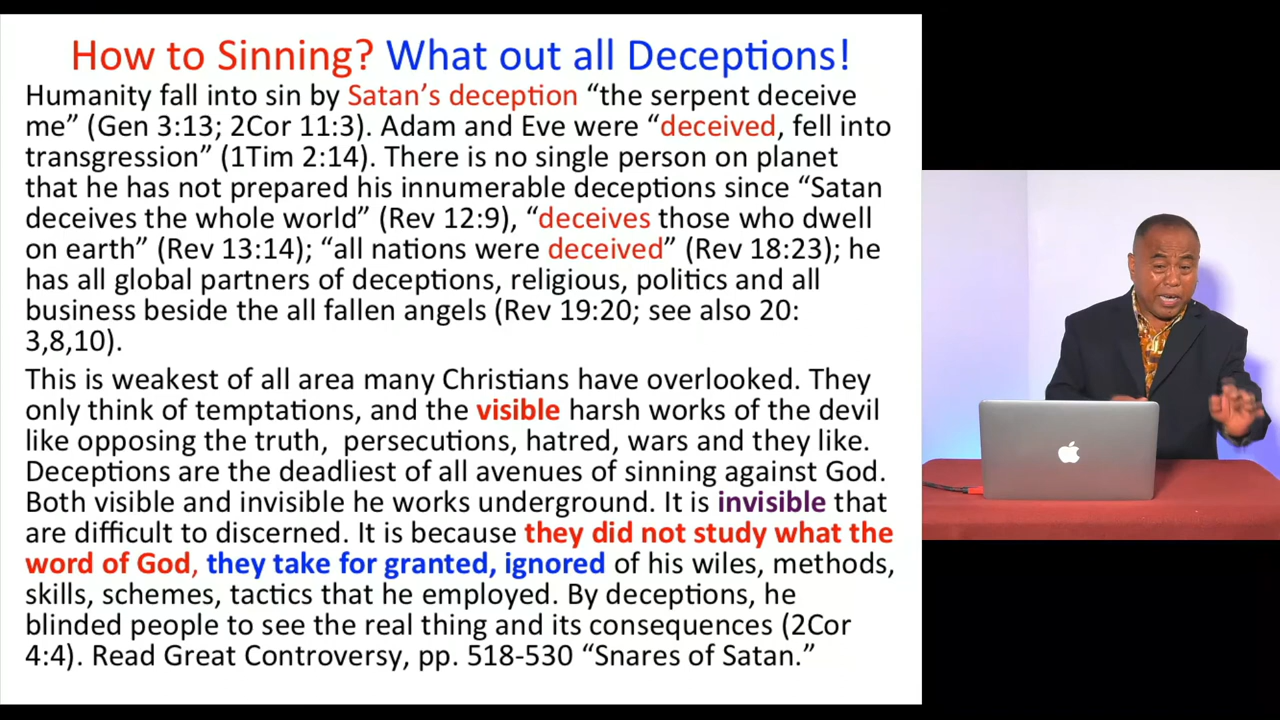 How to Sinning? What out all Deceptions!
Humanity fall into sin by Satan’s deception “the serpent deceive
me” (Gen 3:13; 2Cor 11:3). Adam and Eve were “deceived, fell into
transgression” (1Tim 2:14). There is no single person on planet
that he has not prepared his innumerable deceptions since “Satan
deceives the whole world” (Rev 12:9), “deceives those who dwell
on earth” (Rev 13:14); “all nations were deceived” (Rev 18:23); he
has all global partners of deceptions, religious, politics and all
business beside the all fallen angels (Rev 19:20; see also 20:
3,8,10).
This is weakest of all area many Christians have overlooked. They
only think of temptations, and the visible harsh works of the devil
like opposing the truth,  persecutions, hatred, wars and they like.
Deceptions are the deadliest of all avenues of sinning against God.
Both visible and invisible he works underground. It is invisible that
are difficult to discerned. It is because they did not study what the
word of God, they take for granted, ignored of his wiles, methods,
skills, schemes, tactics that he employed. By deceptions, he
blinded people to see the real thing and its consequences (2Cor
4:4). Read Great Controversy, pp. 518-530 “Snares of Satan.”